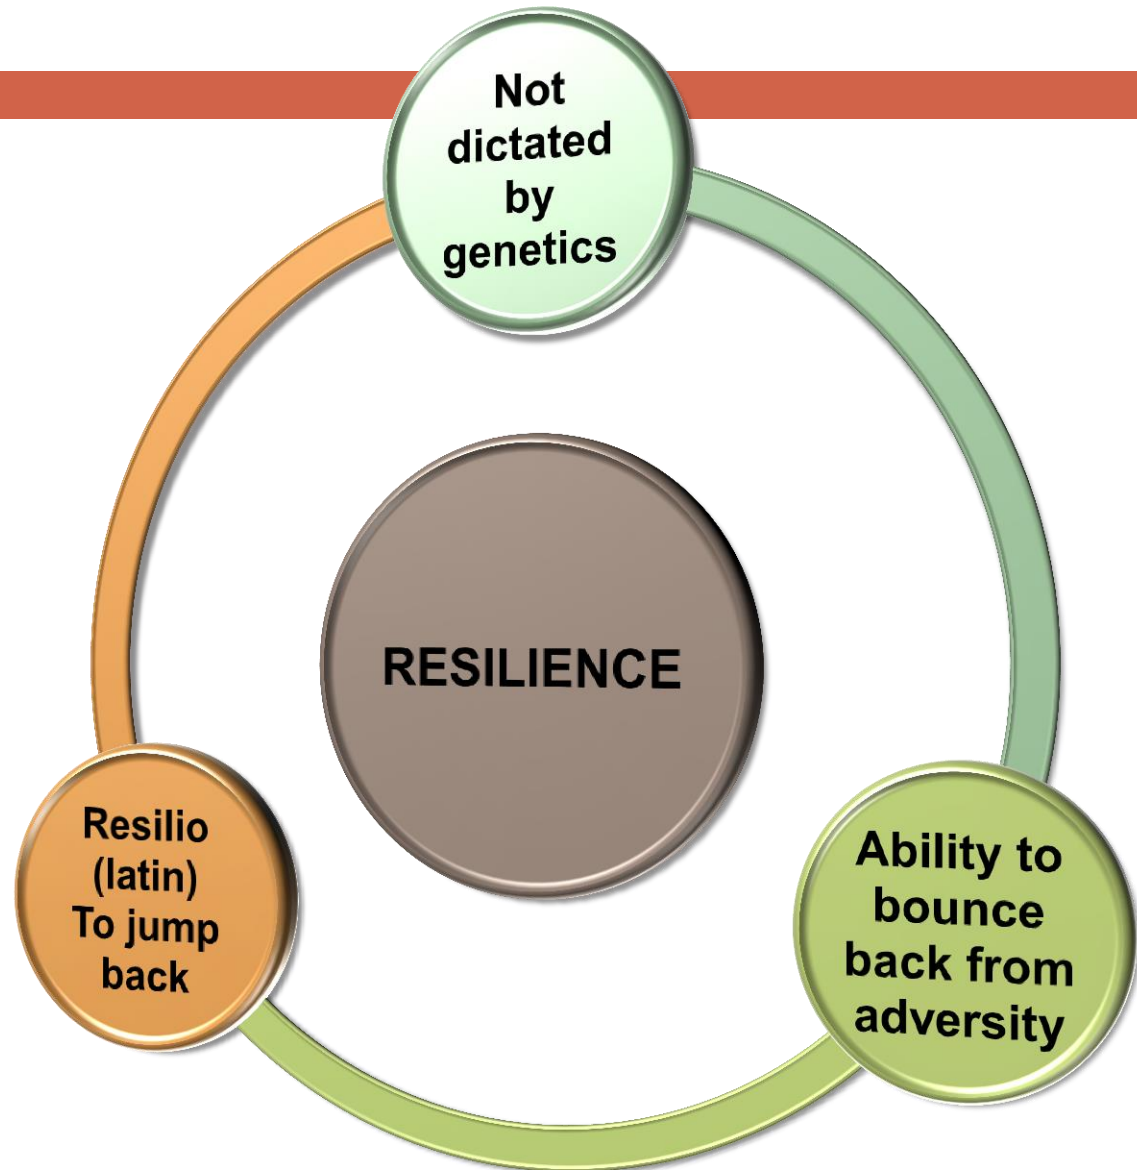 Not
dictated
by
genetics
RESILIENCE
Resilio
(latin)
To jump
back
Ability to
bounce
back from
adversity